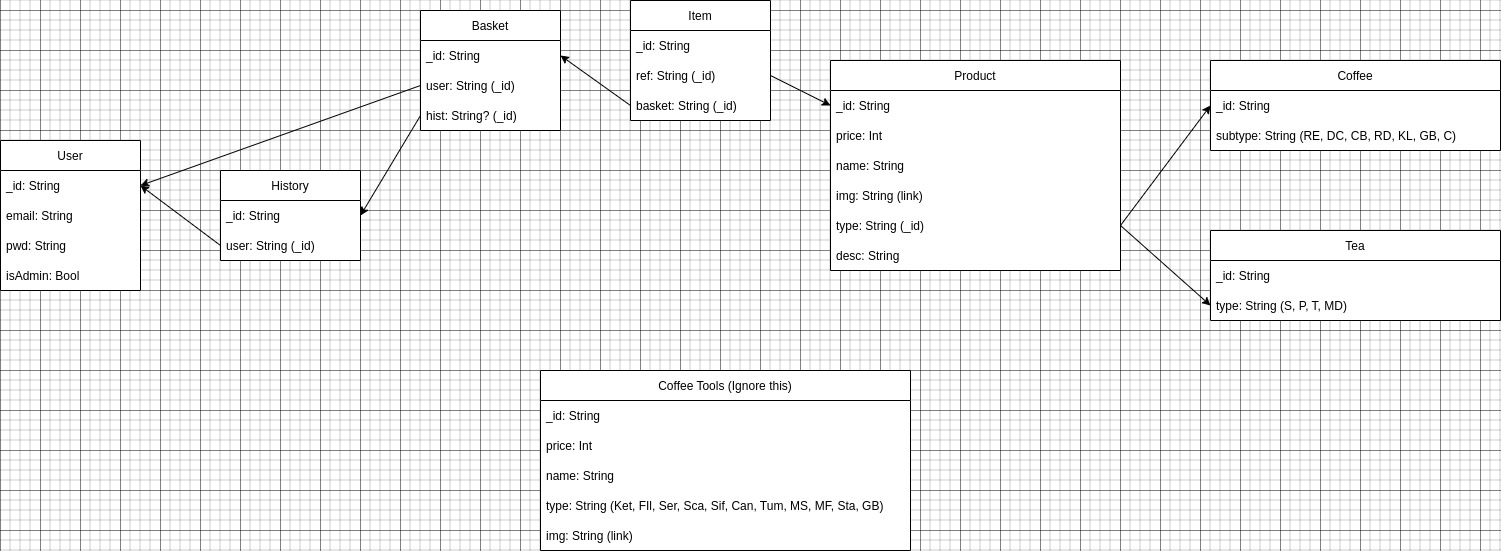 User
_id: String
email: String
pwd: String
isAdmin: Bool
History
_id: String
user: String (_id)
Basket
_id: String
user: String (_id)
hist: String? (_id)
Item
_id: String
ref: String (_id)
basket: String (_id)
Product
_id: String
price: Int
name: String
img: String (link)
type: String (_id)
desc: String
Coffee
_id: String
subtype: String (RE, DC, CB, RD, KL, GB, C)
Tea
_id: String
type: String (S, P, T, MD)
Coffee Tools (Ignore this)
_id: String
price: Int
name: String
type: String (Ket, FIl, Ser, Sca, Sif, Can, Tum, MS, MF, Sta, GB)
img: String (link)